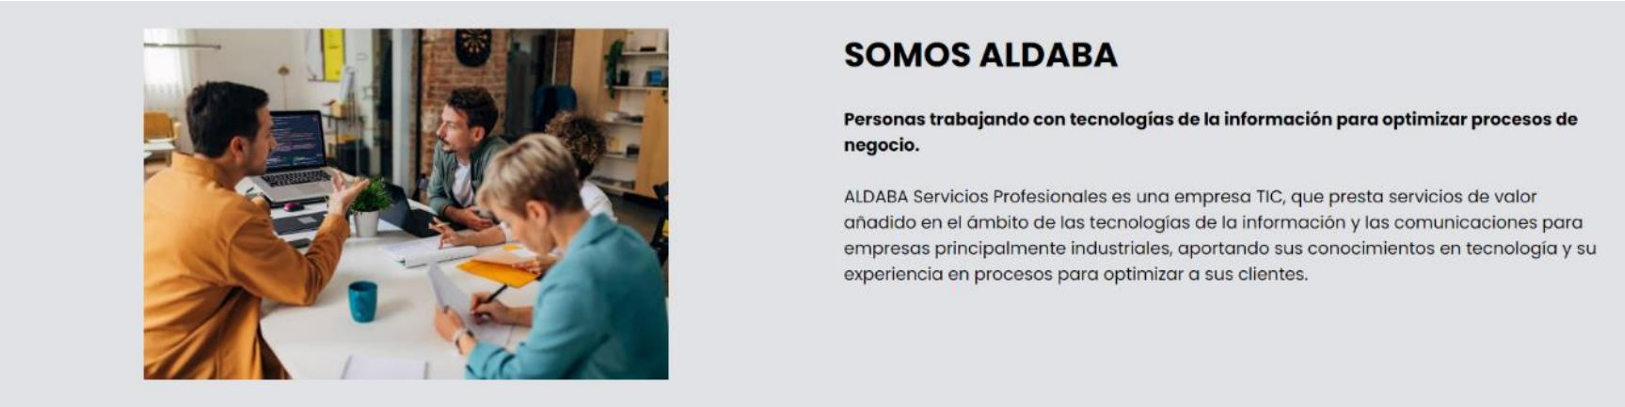 SOMOS ALDABA
Personas trabajando con tecnologías de la información para optimizar procesos de
negocio.
ALDABA Servicios Profesionales es una empresa TIC, que presta servicios de valor
añadido en el ámbito de las tecnologías de la información y las comunicaciones para
empresas principalmente industriales, aportando sus conocimientos en tecnología y su
experiencia en procesos para optimizar a sus clientes.